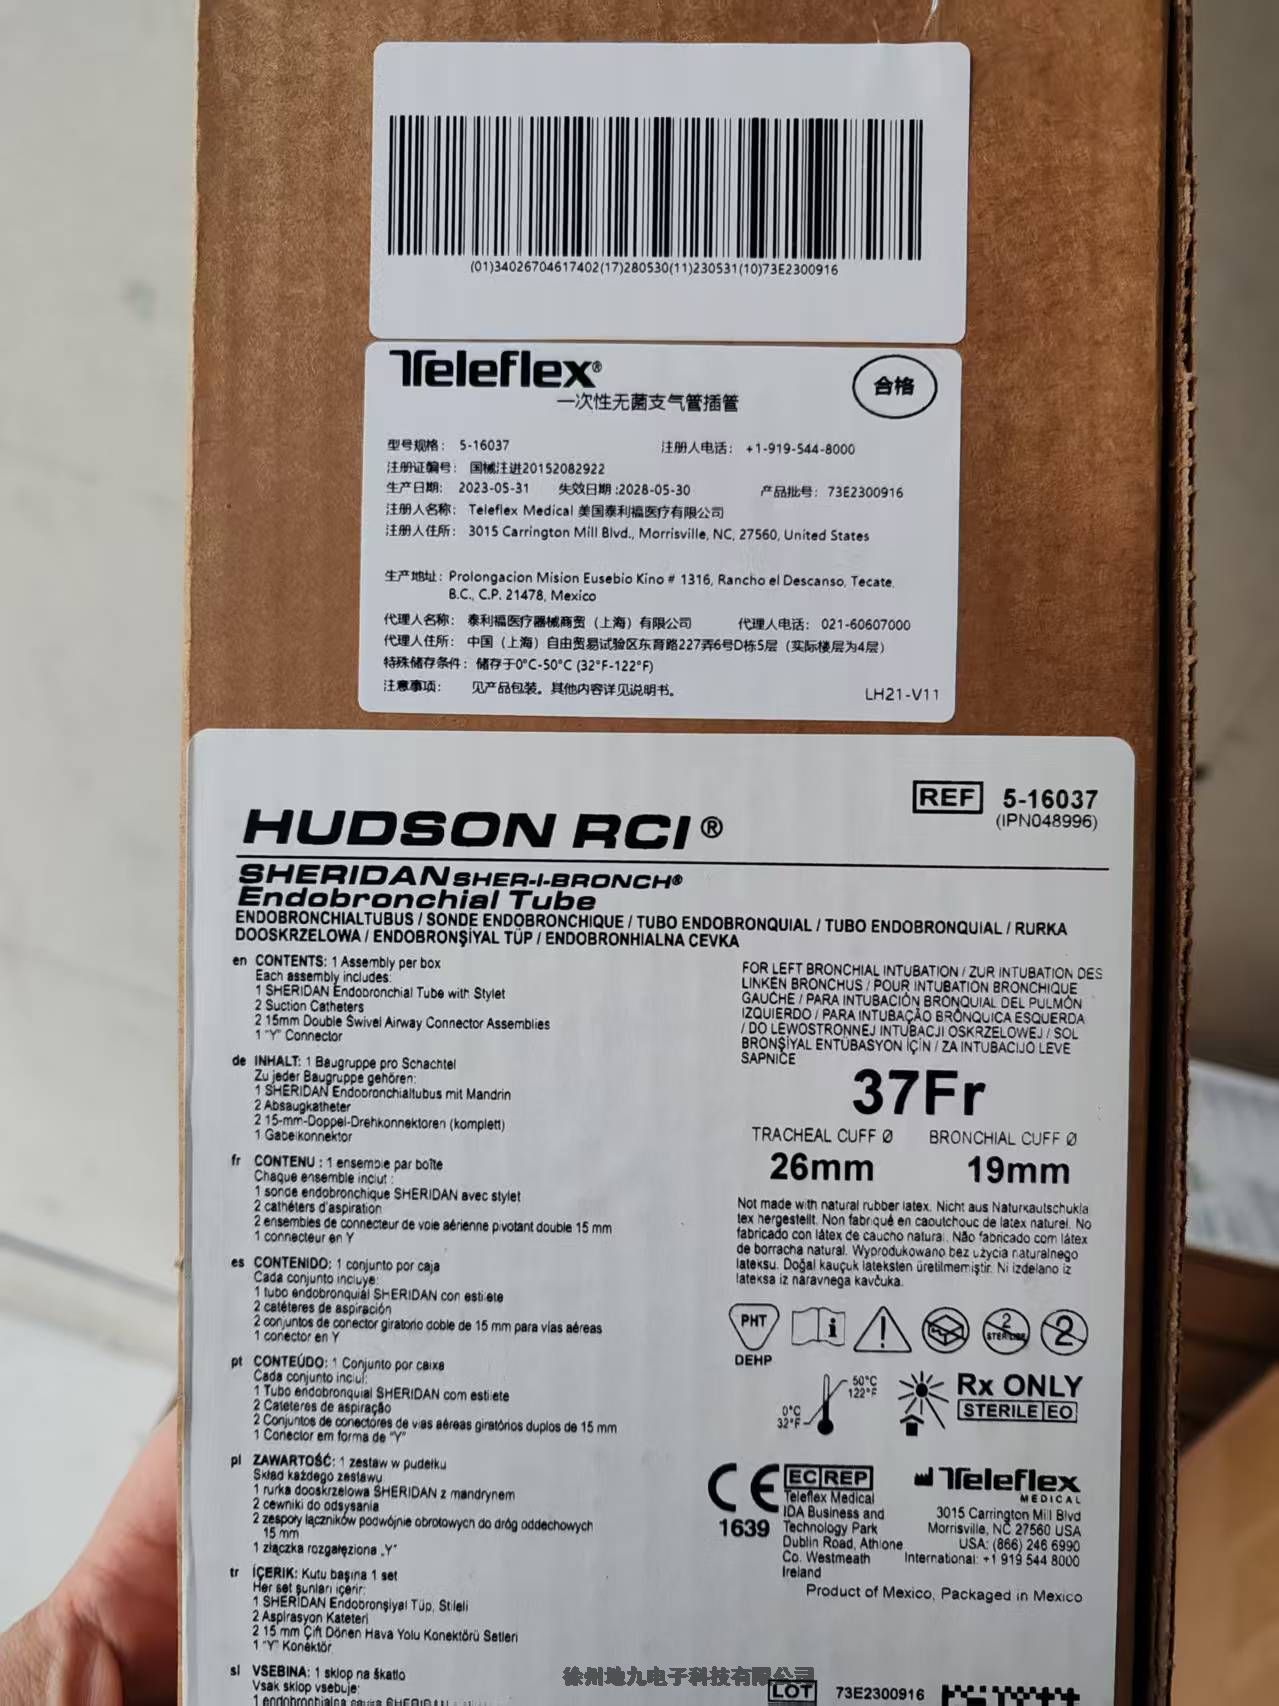 (01)34026704617402(17)280530(11)230531(10)73E2300916
Teleflex®
合格
一次性无菌支气管插管
型号规格： 5-16037 注册人电话： +1-919-544-8000
注册证编号： 国械注进20152082922
生产日期： 2023-05-31 失效日期:2028-05-30 产品批号： 73E2300916
注册人名称： Teleflex Medical 美国泰利福医疗有限公司
注册人住所： 3015 Carrington Mill Blvd., Morrisville, NC, 27560, United States
生产地址： Prolongacion Mision Eusebio Kino # 1316, Rancho el Descanso, Tecate,
B.C., C.P. 21478, Mexico
代理人名称： 泰利福医疗器械商贸（上海）有限公司 代理人电话： 021-60607000
代理人住所： 中国（上海）自由贸易试验区东育路227弄6号D栋5层（实际楼层为4层）
特殊储存条件： 储存于0°C-50°C (32°F-122°F)
注意事项： 见产品包装。其他内容详见说明书。 LH21-V11
REF 5-16037
(IPN048996)
HUDSON RCI®
SHERIDAN SHER-I-BRONCH®
Endobronchial Tube
ENDOBRONCHIALTUBUS / SONDE ENDOBRONCHIQUE / TUBO ENDOBRONQUIAL / TUBO ENDOBRONQUIAL / RURKA
DOOSKRZELOWA / ENDOBRONŞİYAL TÜP / ENDOBRONHIALNA CEVKA
en CONTENTS: 1 Assembly per box
Each assembly includes:
1 SHERIDAN Endobronchial Tube with Stylet
2 Suction Catheters
2 15mm Double Swivel Airway Connector Assemblies
1 "Y" Connector
de INHALT: 1 Baugruppe pro Schachtel
Zu jeder Baugruppe gehören:
1 SHERIDAN Endobronchialtubus mit Mandrin
2 Absaugkatheter
2 15-mm-Doppel-Drehkonnektoren (komplett)
1 Gabelkonnektor
fr CONTENU : 1 ensemble par boîte
Chaque ensemble inclut :
1 sonde endobronchique SHERIDAN avec stylet
2 cathéters d'aspiration
2 ensembles de connecteur de voie aérienne pivotant double 15 mm
1 connecteur en Y
es CONTENIDO: 1 conjunto por caja
Cada conjunto incluye:
1 tubo endobronquial SHERIDAN con estilete
2 catéteres de aspiración
2 conjuntos de conector giratorio doble de 15 mm para vías aéreas
1 conector en Y
pt CONTEÚDO: 1 Conjunto por caixa
Cada conjunto inclui:
1 Tubo endobronquial SHERIDAN com estilete
2 Cateteres de aspiração
2 Conjuntos de conectores de vias aéreas giratórios duplos de 15 mm
1 Conector em forma de "Y"
pl ZAWARTOŚĆ: 1 zestaw w pudełku
Skład każdego zestawu
1 rurka dooskrzelowa SHERIDAN z mandrynem
2 cewniki do odsysania
2 zespoły łączników podwójnie obrotowych do dróg oddechowych
15 mm
1 złączka rozgałęziona „Y"
tr İÇERİK: Kutu başına 1 set
Her set şunları içerir:
1 SHERIDAN Endobronşiyal Tüp, Stileli
2 Aspirasyon Kateteri
2 15 mm Çift Dönen Hava Yolu Konektörü Setleri
1 "Y" Konektör
sl VSEBINA: 1 sklop na škatlo
Vsak sklop vsebuje:
FOR LEFT BRONCHIAL INTUBATION / ZUR INTUBATION DES
LINKEN BRONCHUS / POUR INTUBATION BRONCHIQUE
GAUCHE / PARA INTUBACIÓN BRONQUIAL DEL PULMÓN
IZQUIERDO / PARA INTUBAÇÃO BRÔNQUICA ESQUERDA
/ DO LEWOSTRONNEJ INTUBACJI OSKRZELOWEJ / SOL
BRONŞİYAL ENTÜBASYON İÇİN / ZA INTUBACIJO LEVE
SAPNICE
37Fr
TRACHEAL CUFF Ø BRONCHIAL CUFF Ø
26mm 19mm
Not made with natural rubber latex. Nicht aus Naturkautschukla
tex hergestellt. Non fabriqué en caoutchouc de latex naturel. No
fabricado con látex de caucho natural. Não fabricado com látex
de borracha natural. Wyprodukowano bez użycia naturalnego
lateksu. Doğal kauçuk lateksten üretilmemiştir. Ni izdelano iz
lateksa iz naravnega kavčuka.
PHT
DEHP
2
STERILIZE
2
50°C
122°F
0°C
32°F
Rx ONLY
STERILE EO
CE
1639
EC REP
Teleflex Medical
IDA Business and
Technology Park
Dublin Road, Athlone
Co. Westmeath
Ireland
Teleflex
MEDICAL
3015 Carrington Mill Blvd
Morrisville, NC 27560 USA
USA: (866) 246 6990
International: +1 919 544 8000
Product of Mexico, Packaged in Mexico
徐州地九电子科技有限公司
LOT 73E2300916